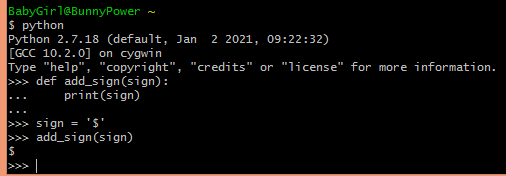 BabyGirl@BunnyPower ~
$ python
Python 2.7.18 (default, Jan  2 2021, 09:22:32)
[GCC 10.2.0] on cygwin
Type "help", "copyright", "credits" or "license" for more information.
>>> def add_sign(sign):
...     print(sign)
...
>>> sign = '$'
>>> add_sign(sign)
$
>>>